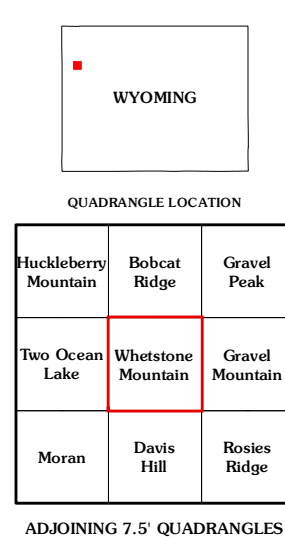 WYOMING
QUADRANGLE LOCATION
Huckleberry
Mountain
Bobcat
Ridge
Gravel
Peak
Two Ocean
Lake
Whetstone
Mountain
Gravel
Mountain
Moran
Davis
Hill
Rosies
Ridge
ADJOINING 7.5' QUADRANGLES